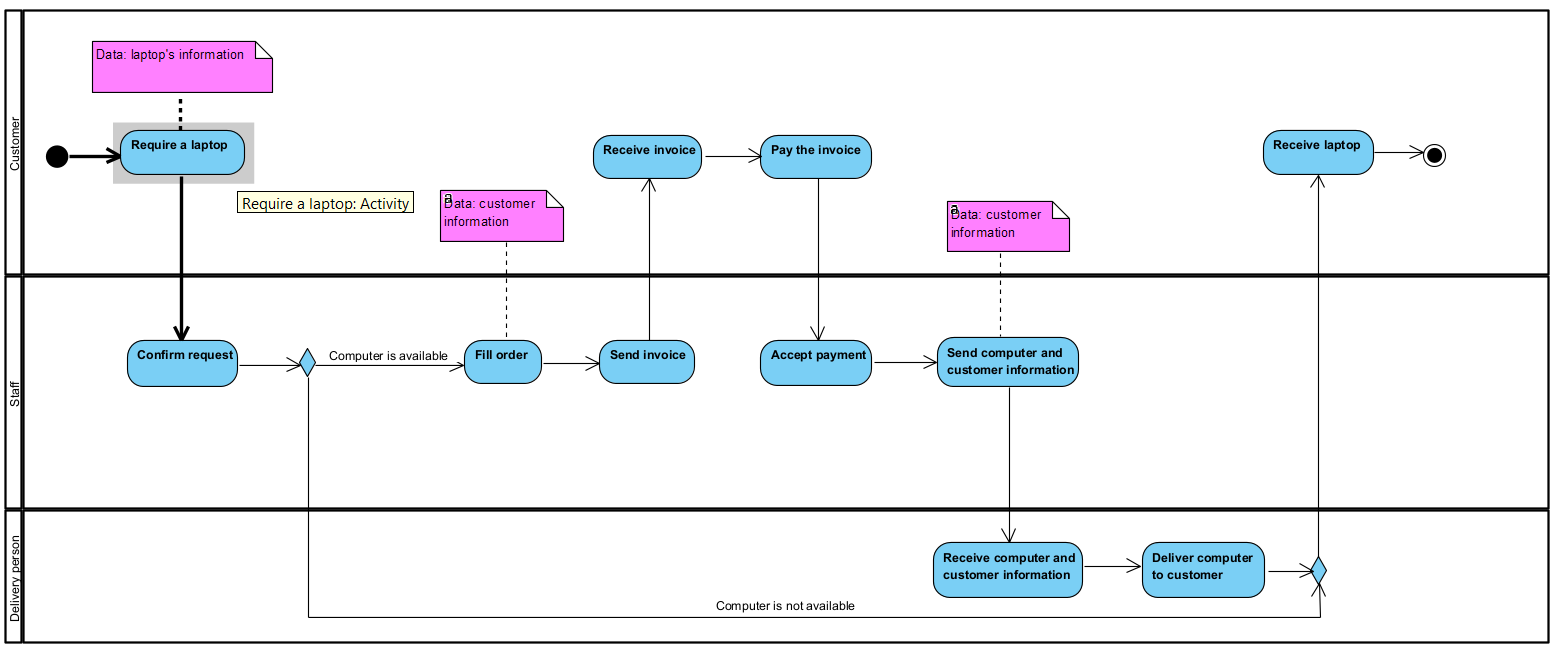 Customer
Data: laptop's information
Require a laptop
Require a laptop: Activity
Data: customer
information
Receive invoice
Pay the invoice
Data: customer
information
Receive laptop
Staff
Confirm request
Computer is available
Fill order
Send invoice
Accept payment
Send computer and
customer information
Delivery person
Receive computer and
customer information
Deliver computer
to customer
Computer is not available